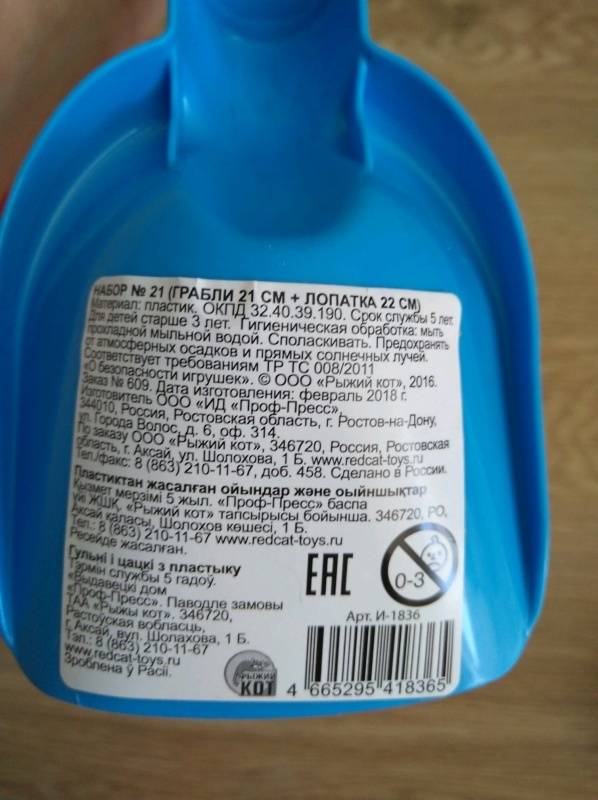 НАБОР № 21 (ГРАБЛИ 21 СМ + ЛОПАТКА 22 СМ)
Материал: пластик. ОКПД 32.40.39.190. Срок службы 5 лет.
Для детей старше 3 лет. Гигиеническая обработка: мыть
прохладной мыльной водой. Споласкивать. Предохранять
от атмосферных осадков и прямых солнечных лучей.
Соответствует требованиям ТР ТС 008/2011
«О безопасности игрушек». © ООО «Рыжий кот», 2016.
Заказ № 609. Дата изготовления: февраль 2018 г.
Изготовитель ООО «ИД «Проф-Пресс»,
344010, Россия, Ростовская область, г. Ростов-на-Дону,
ул. Города Волос, д. 6, оф. 314.
По заказу ООО «Рыжий кот», 346720, Россия, Ростовская
область, г. Аксай, ул. Шолохова, 1 Б. www.redcat-toys.ru
Тел./факс: 8 (863) 210-11-67, доб. 458. Сделано в России.
Пластиктан жасалған ойындар және оыйншықтар
Қызмет мерзімі 5 жыл. «Проф-Пресс» баспа
үйі ЖШҚ. «Рыжий кот» тапсырысы бойынша. 346720, РО,
Аксай қаласы, Шолохов көшесі, 1 Б.
Тел.: 8 (863) 210-11-67 www.redcat-toys.ru
Ресейде жасалған.
Гульні і цацкі з пластыку
Тэрмін службы 5 гадоў.
«Выдавецкі дом
«Проф-Пресс». Паводле замовы
ТАА «Рыжы кот». 346720,
Растоўская вобласць,
г. Аксай, вул. Шолахова, 1 Б.
Тэл.: 8 (863) 210-11-67
www.redcat-toys.ru
Зроблена ў Расіі.
EAC
0-3
Арт. И-1836
РЫЖИЙ
КОТ
4 665295 418365